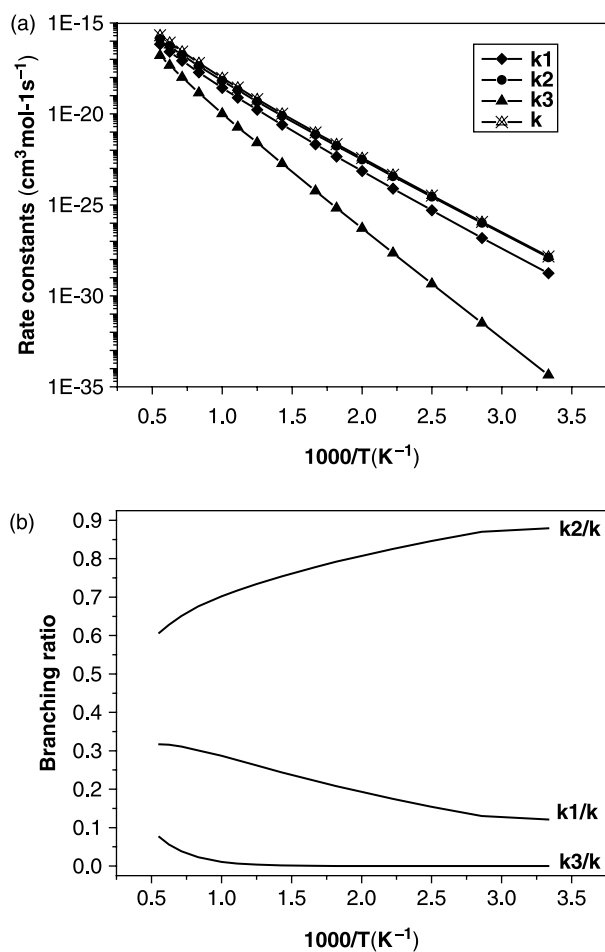 (a)
1E-15
1E-20
1E-25
1E-30
1E-35
Rate constants (cm³mol-1s⁻¹)
k1
k2
k3
k
0.5 1.0 1.5 2.0 2.5 3.0 3.5
1000/T(K⁻¹)
(b)
0.9
0.8
0.7
0.6
0.5
0.4
0.3
0.2
0.1
0.0
Branching ratio
k2/k
k1/k
k3/k
0.5 1.0 1.5 2.0 2.5 3.0 3.5
1000/T(K⁻¹)